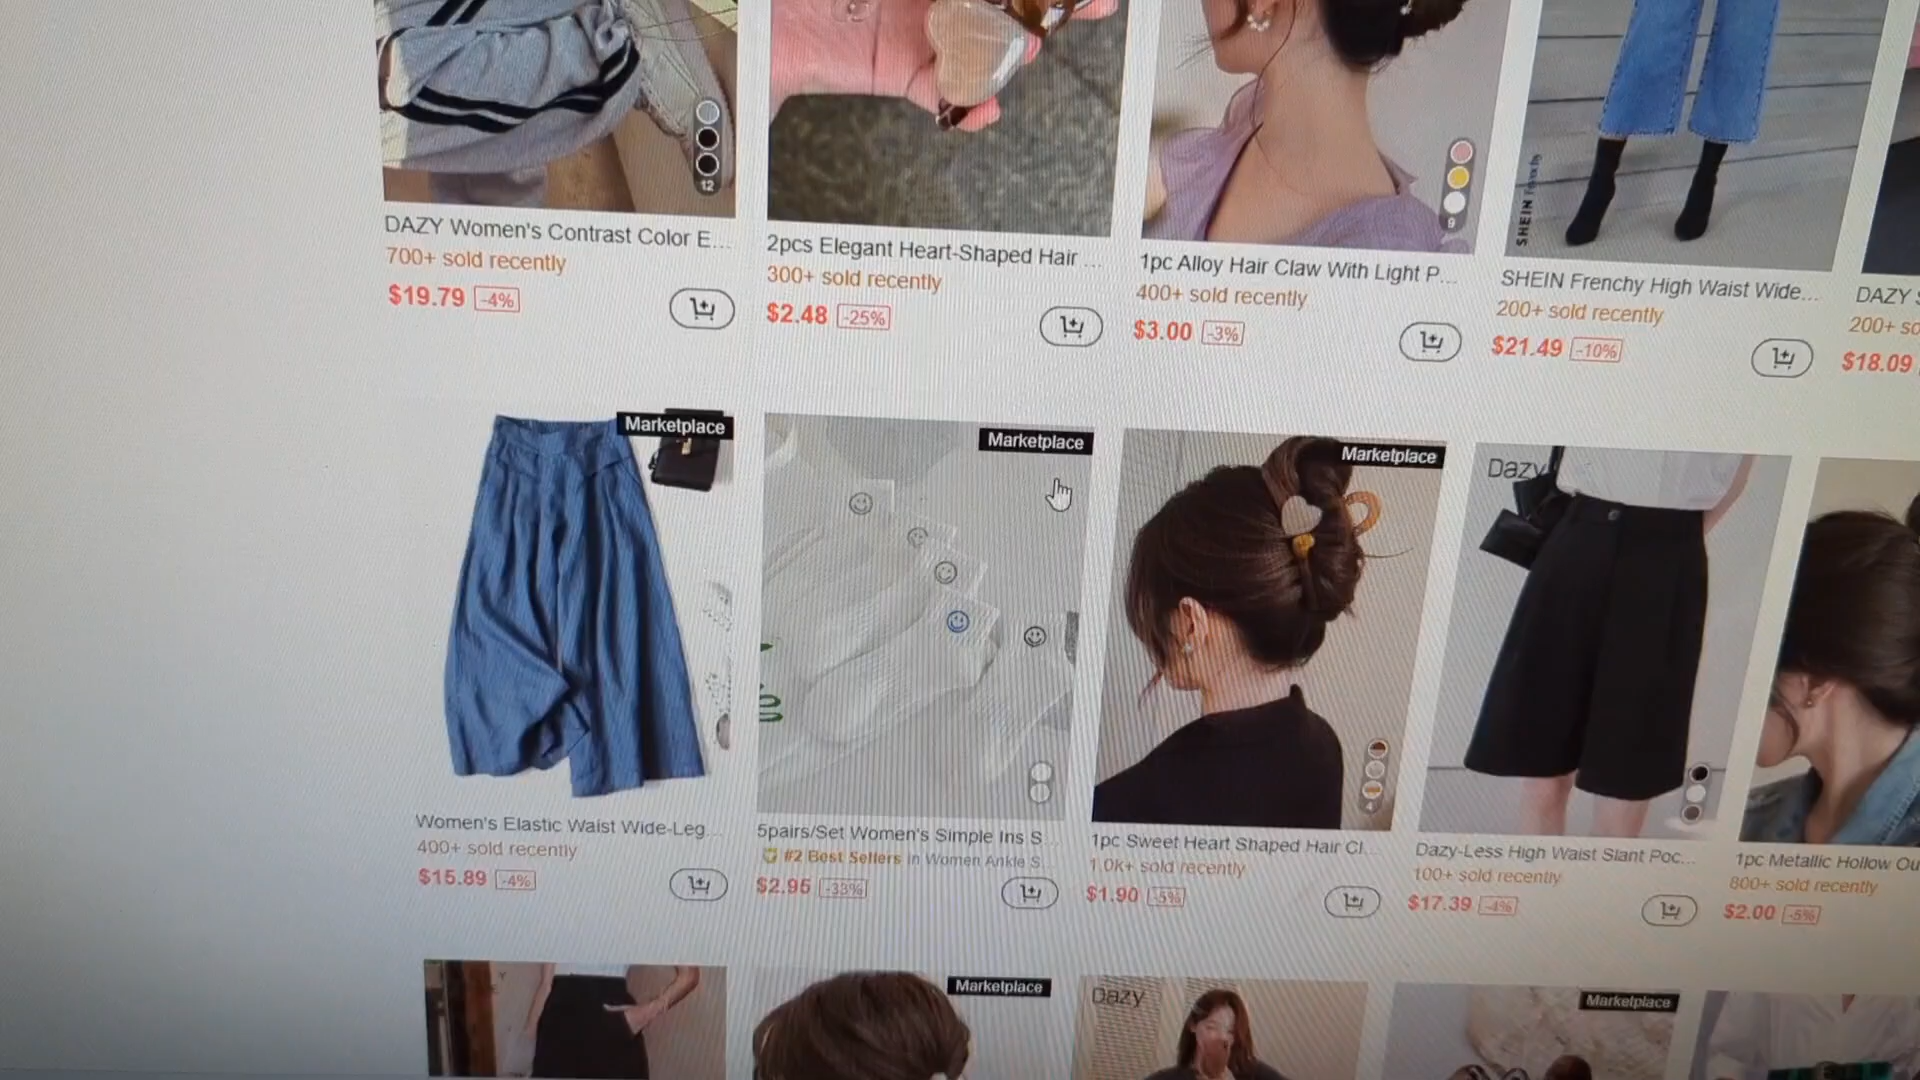 12
DAZY Women's Contrast Color E...
700+ sold recently
$19.79 -4%
2pcs Elegant Heart-Shaped Hair ...
300+ sold recently
$2.48 -25%
9
1pc Alloy Hair Claw With Light P...
400+ sold recently
$3.00 -3%
SHEIN Frenchy
SHEIN Frenchy High Waist Wide...
200+ sold recently
$21.49 -10%
DAZY
200+
$18.09
Marketplace
Women's Elastic Waist Wide-Leg...
400+ sold recently
$15.89 -4%
Marketplace
5pairs/Set Women's Simple Ins S...
#2 Best Sellers in Women Ankle S...
$2.95 -33%
Marketplace
4
1pc Sweet Heart Shaped Hair Cl...
1.0K+ sold recently
$1.90 -5%
Dazy
Dazy-Less High Waist Slant Poc...
100+ sold recently
$17.39 -4%
1pc Metallic Hollow Ou
800+ sold recently
$2.00 -5%
Marketplace
Dazy
Marketplace